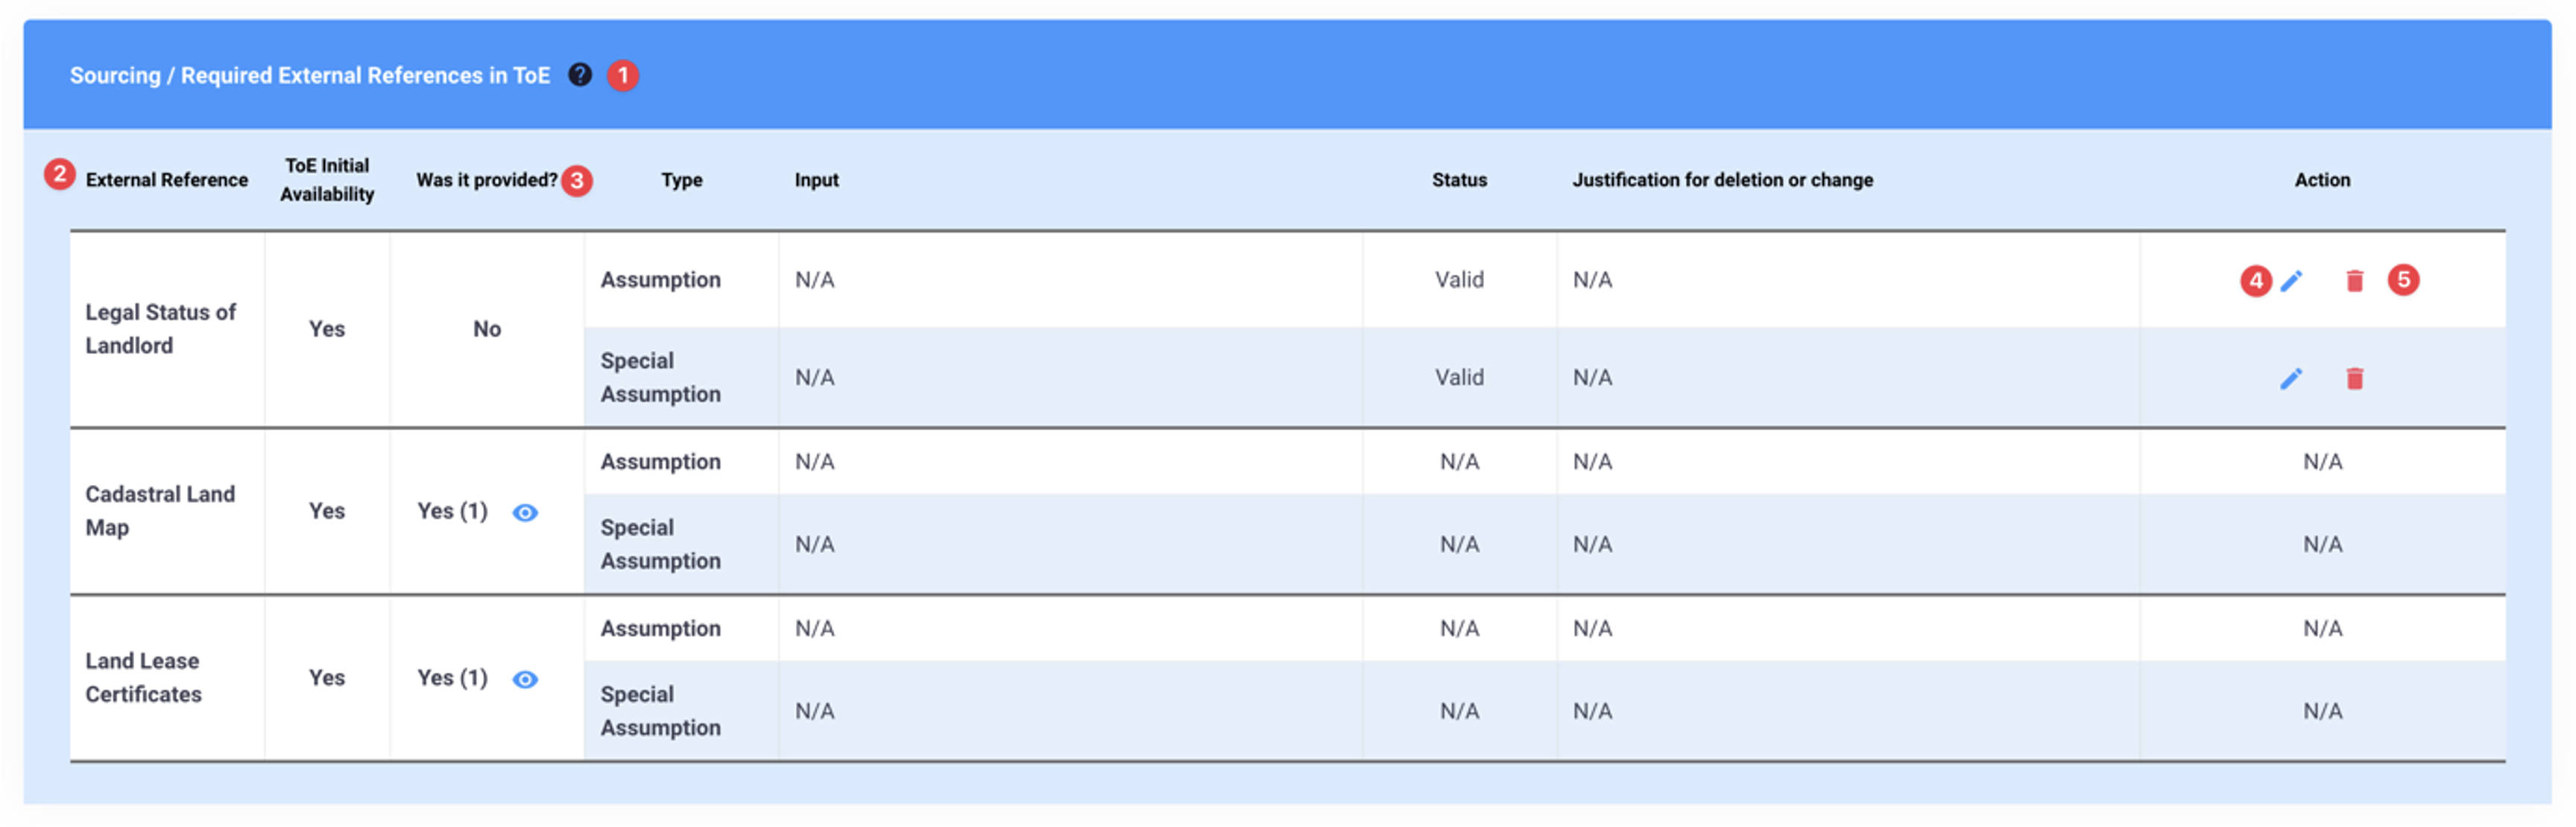 Sourcing / Required External References in ToE ? 1
2 External Reference
ToE Initial
Availability
Was it provided? 3
Type
Input
Status
Justification for deletion or change
Action
Legal Status of
Landlord
Yes
No
Assumption
N/A
Valid
N/A
4
5
Special
Assumption
N/A
Valid
N/A
Cadastral Land
Map
Yes
Yes (1)
Assumption
N/A
N/A
N/A
N/A
Special
Assumption
N/A
N/A
N/A
N/A
Land Lease
Certificates
Yes
Yes (1)
Assumption
N/A
N/A
N/A
N/A
Special
Assumption
N/A
N/A
N/A
N/A